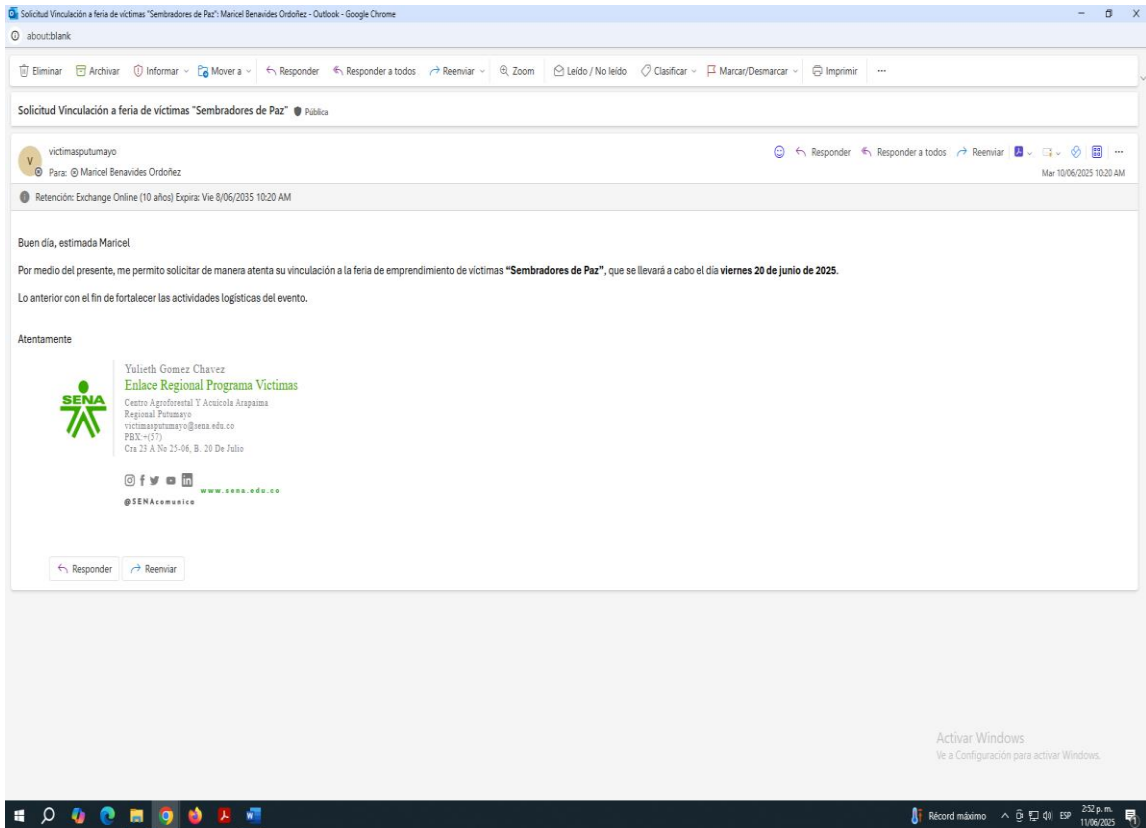 Solicitud Vinculación a feria de víctimas "Sembradores de Paz": Maricel Benavides Ordoñez - Outlook - Google Chrome
about:blank
Eliminar Archivar Informar Mover a Responder Responder a todos Reenviar Zoom Leído / No leído Clasificar Marcar/Desmarcar Imprimir ...
Solicitud Vinculación a feria de víctimas "Sembradores de Paz" Pública
V
victimasputumayo
Responder Responder a todos Reenviar ...
Para: Maricel Benavides Ordoñez
Mar 10/06/2025 10:20 AM
Retención: Exchange Online (10 años) Expira: Vie 8/06/2035 10:20 AM
Buen día, estimada Maricel
Por medio del presente, me permito solicitar de manera atenta su vinculación a la feria de emprendimiento de víctimas “Sembradores de Paz”, que se llevará a cabo el día viernes 20 de junio de 2025.
Lo anterior con el fin de fortalecer las actividades logísticas del evento.
Atentamente
SENA
Yulieth Gomez Chavez
Enlace Regional Programa Victimas
Centro Agroforestal Y Acuicola Arapaima
Regional Putumayo
victimasputumayo@sena.edu.co
PBX:+(57)
Cra 23 A No 25-06, B. 20 De Julio
www.sena.edu.co
@SENAcomunica
Responder Reenviar
Activar Windows
Ve a Configuración para activar Windows.
Récord máximo ESP 2:52 p. m.
11/06/2025